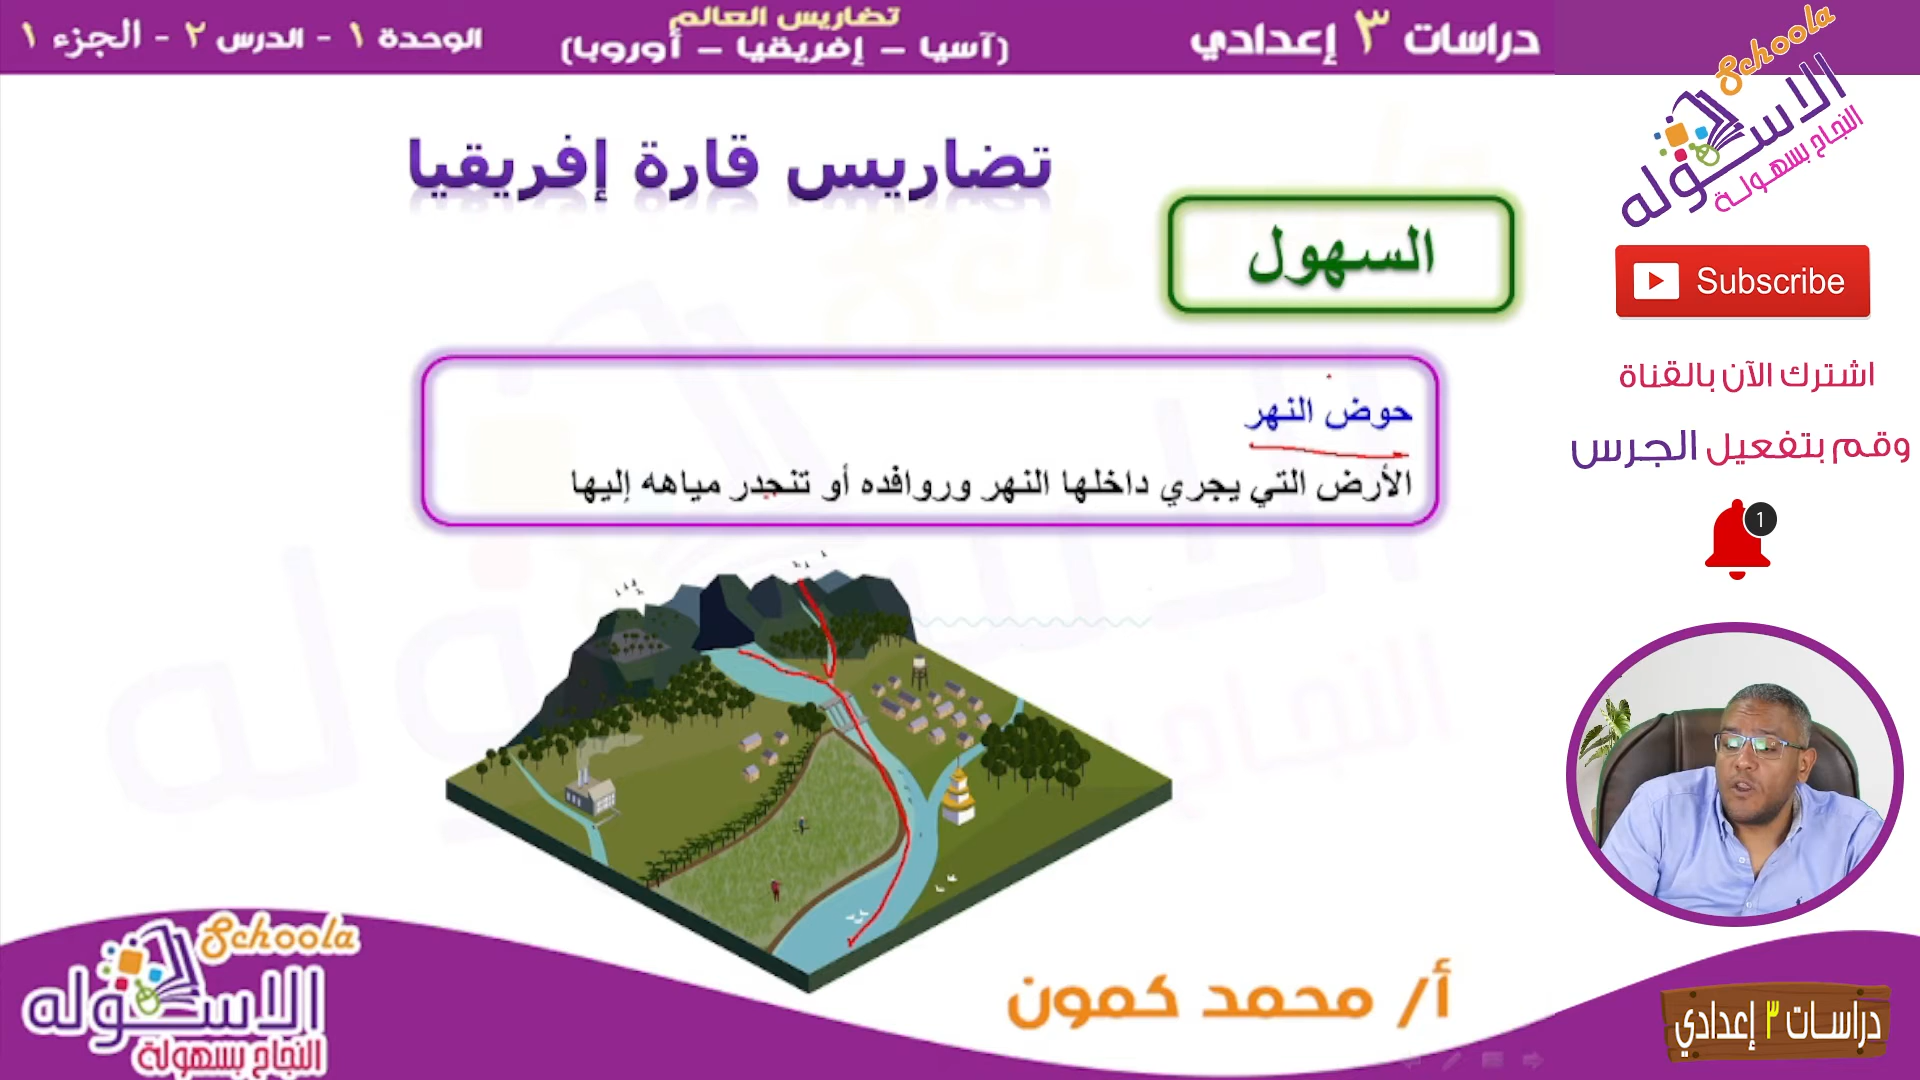 دراسات ٣ إعدادي
تضاريس العالم
(آسيا – إفريقيا – أوروبا)
الوحدة ١ - الدرس ٢ - الجزء ١
Schoola
الاسكوله
النجاح بسهولة
تضاريس قارة إفريقيا
السهول
Subscribe
اشترك الآن بالقناة
وقم بتفعيل الجرس
1
حوض النهر
الأرض التي يجري داخلها النهر وروافده أو تنحدر مياهه إليها
Schoola
الاسكوله
النجاح بسهولة
أ/ محمد كمون
دراسات ٣ إعدادي